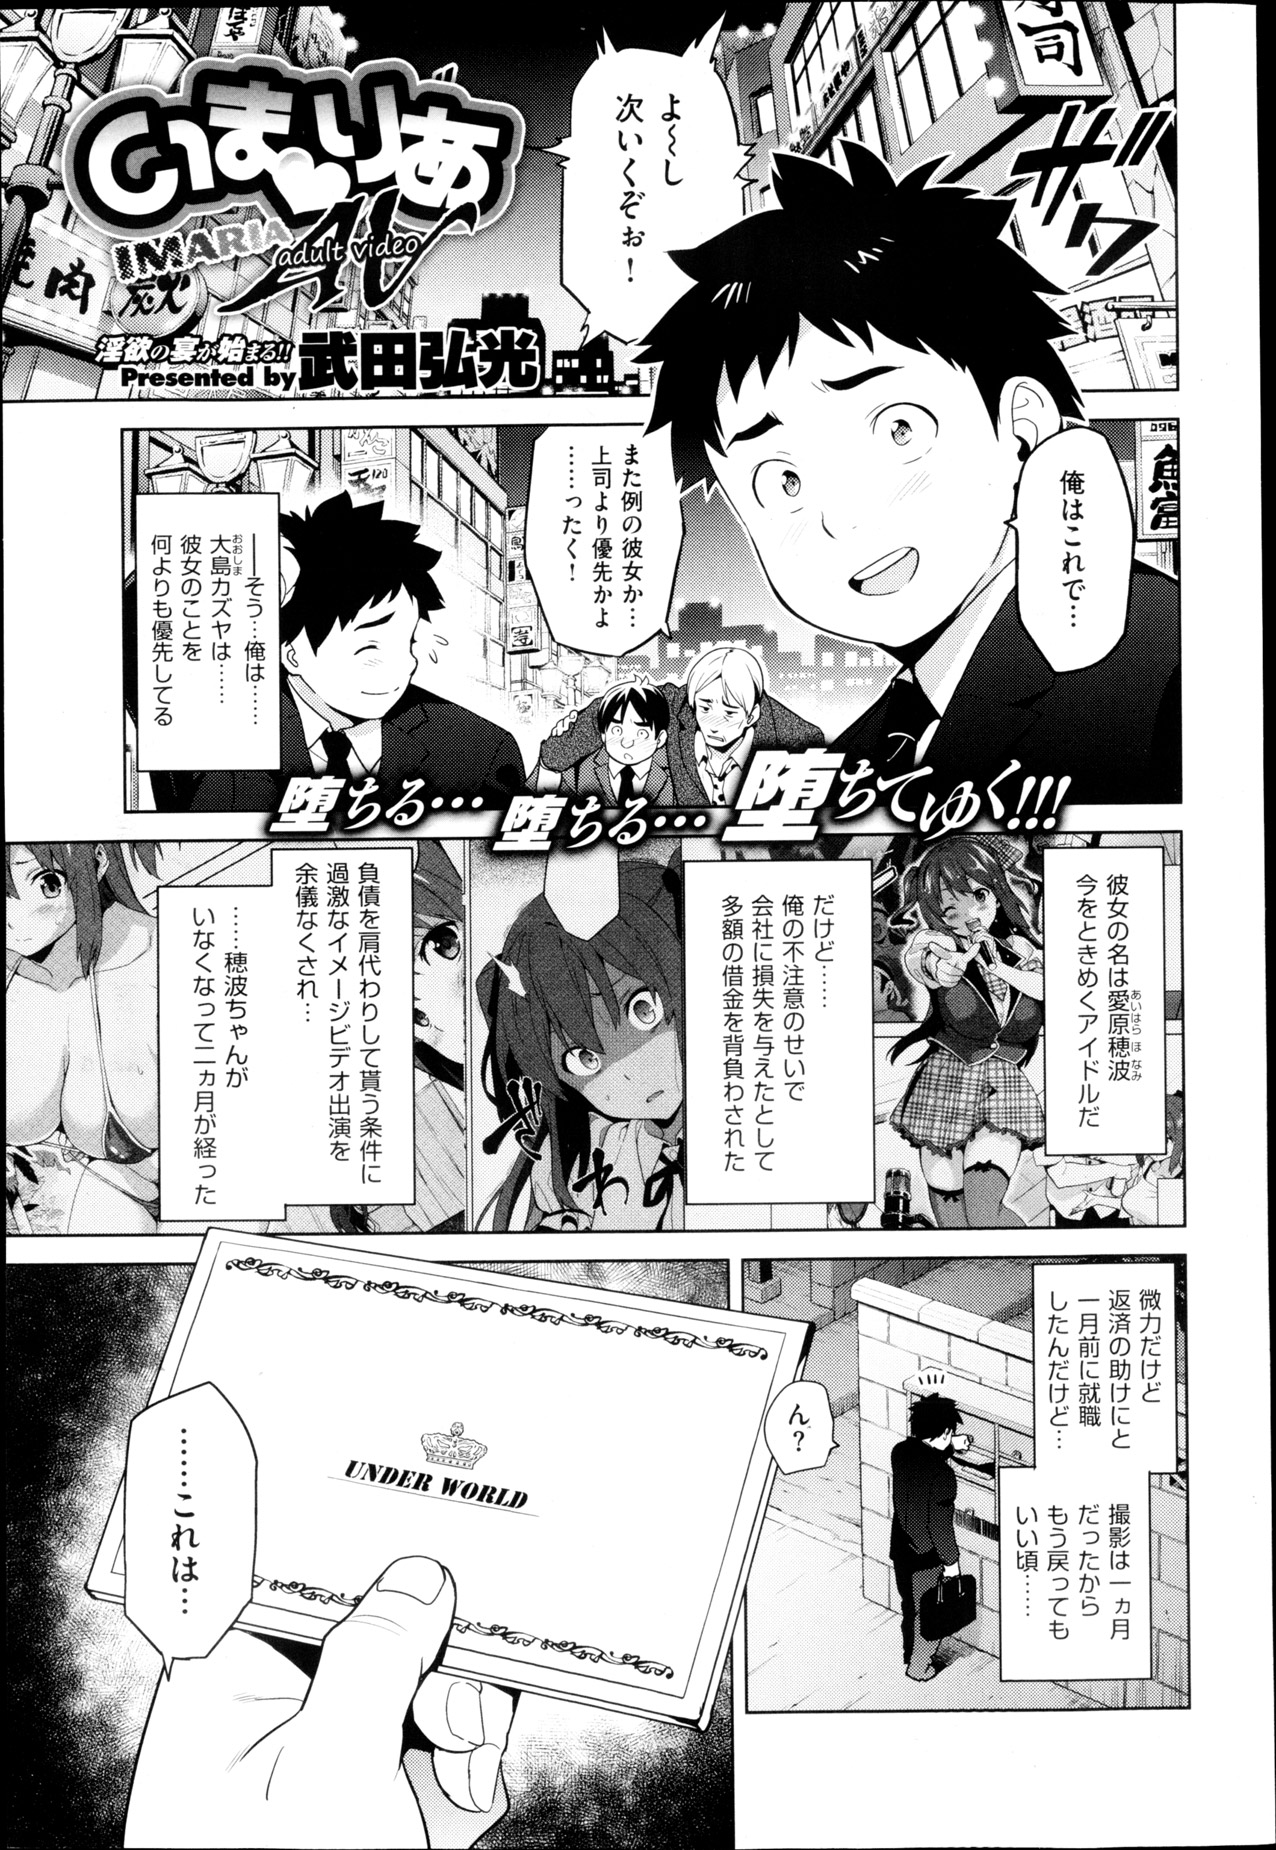 よ〜し
次いくぞぉ！
ザワ
いま♥りあ
IMARIA
AV
adult video
淫欲の宴が始まる!!
Presented by 武田弘光
俺はこれで…
また例の彼女か…
上司より優先かよ
……ったく！
――そう…俺は……
大島カズヤは……
おおしま
彼女のことを
何よりも優先してる
堕ちる…
堕ちる…
堕ちてゆく!!!
彼女の名は愛原穂波
あいはらほなみ
今をときめくアイドルだ
だけど……
俺の不注意のせいで
会社に損失を与えたとして
多額の借金を背負わされた
負債を肩代わりして貰う条件に
過激なイメージビデオ出演を
余儀なくされ…
……穂波ちゃんが
いなくなって二ヵ月が経った
微力だけど
返済の助けにと
一月前に就職
したんだけど…
撮影は一ヵ月
だったから
もう戻っても
いい頃……
ん？
UNDER WORLD
……これは…